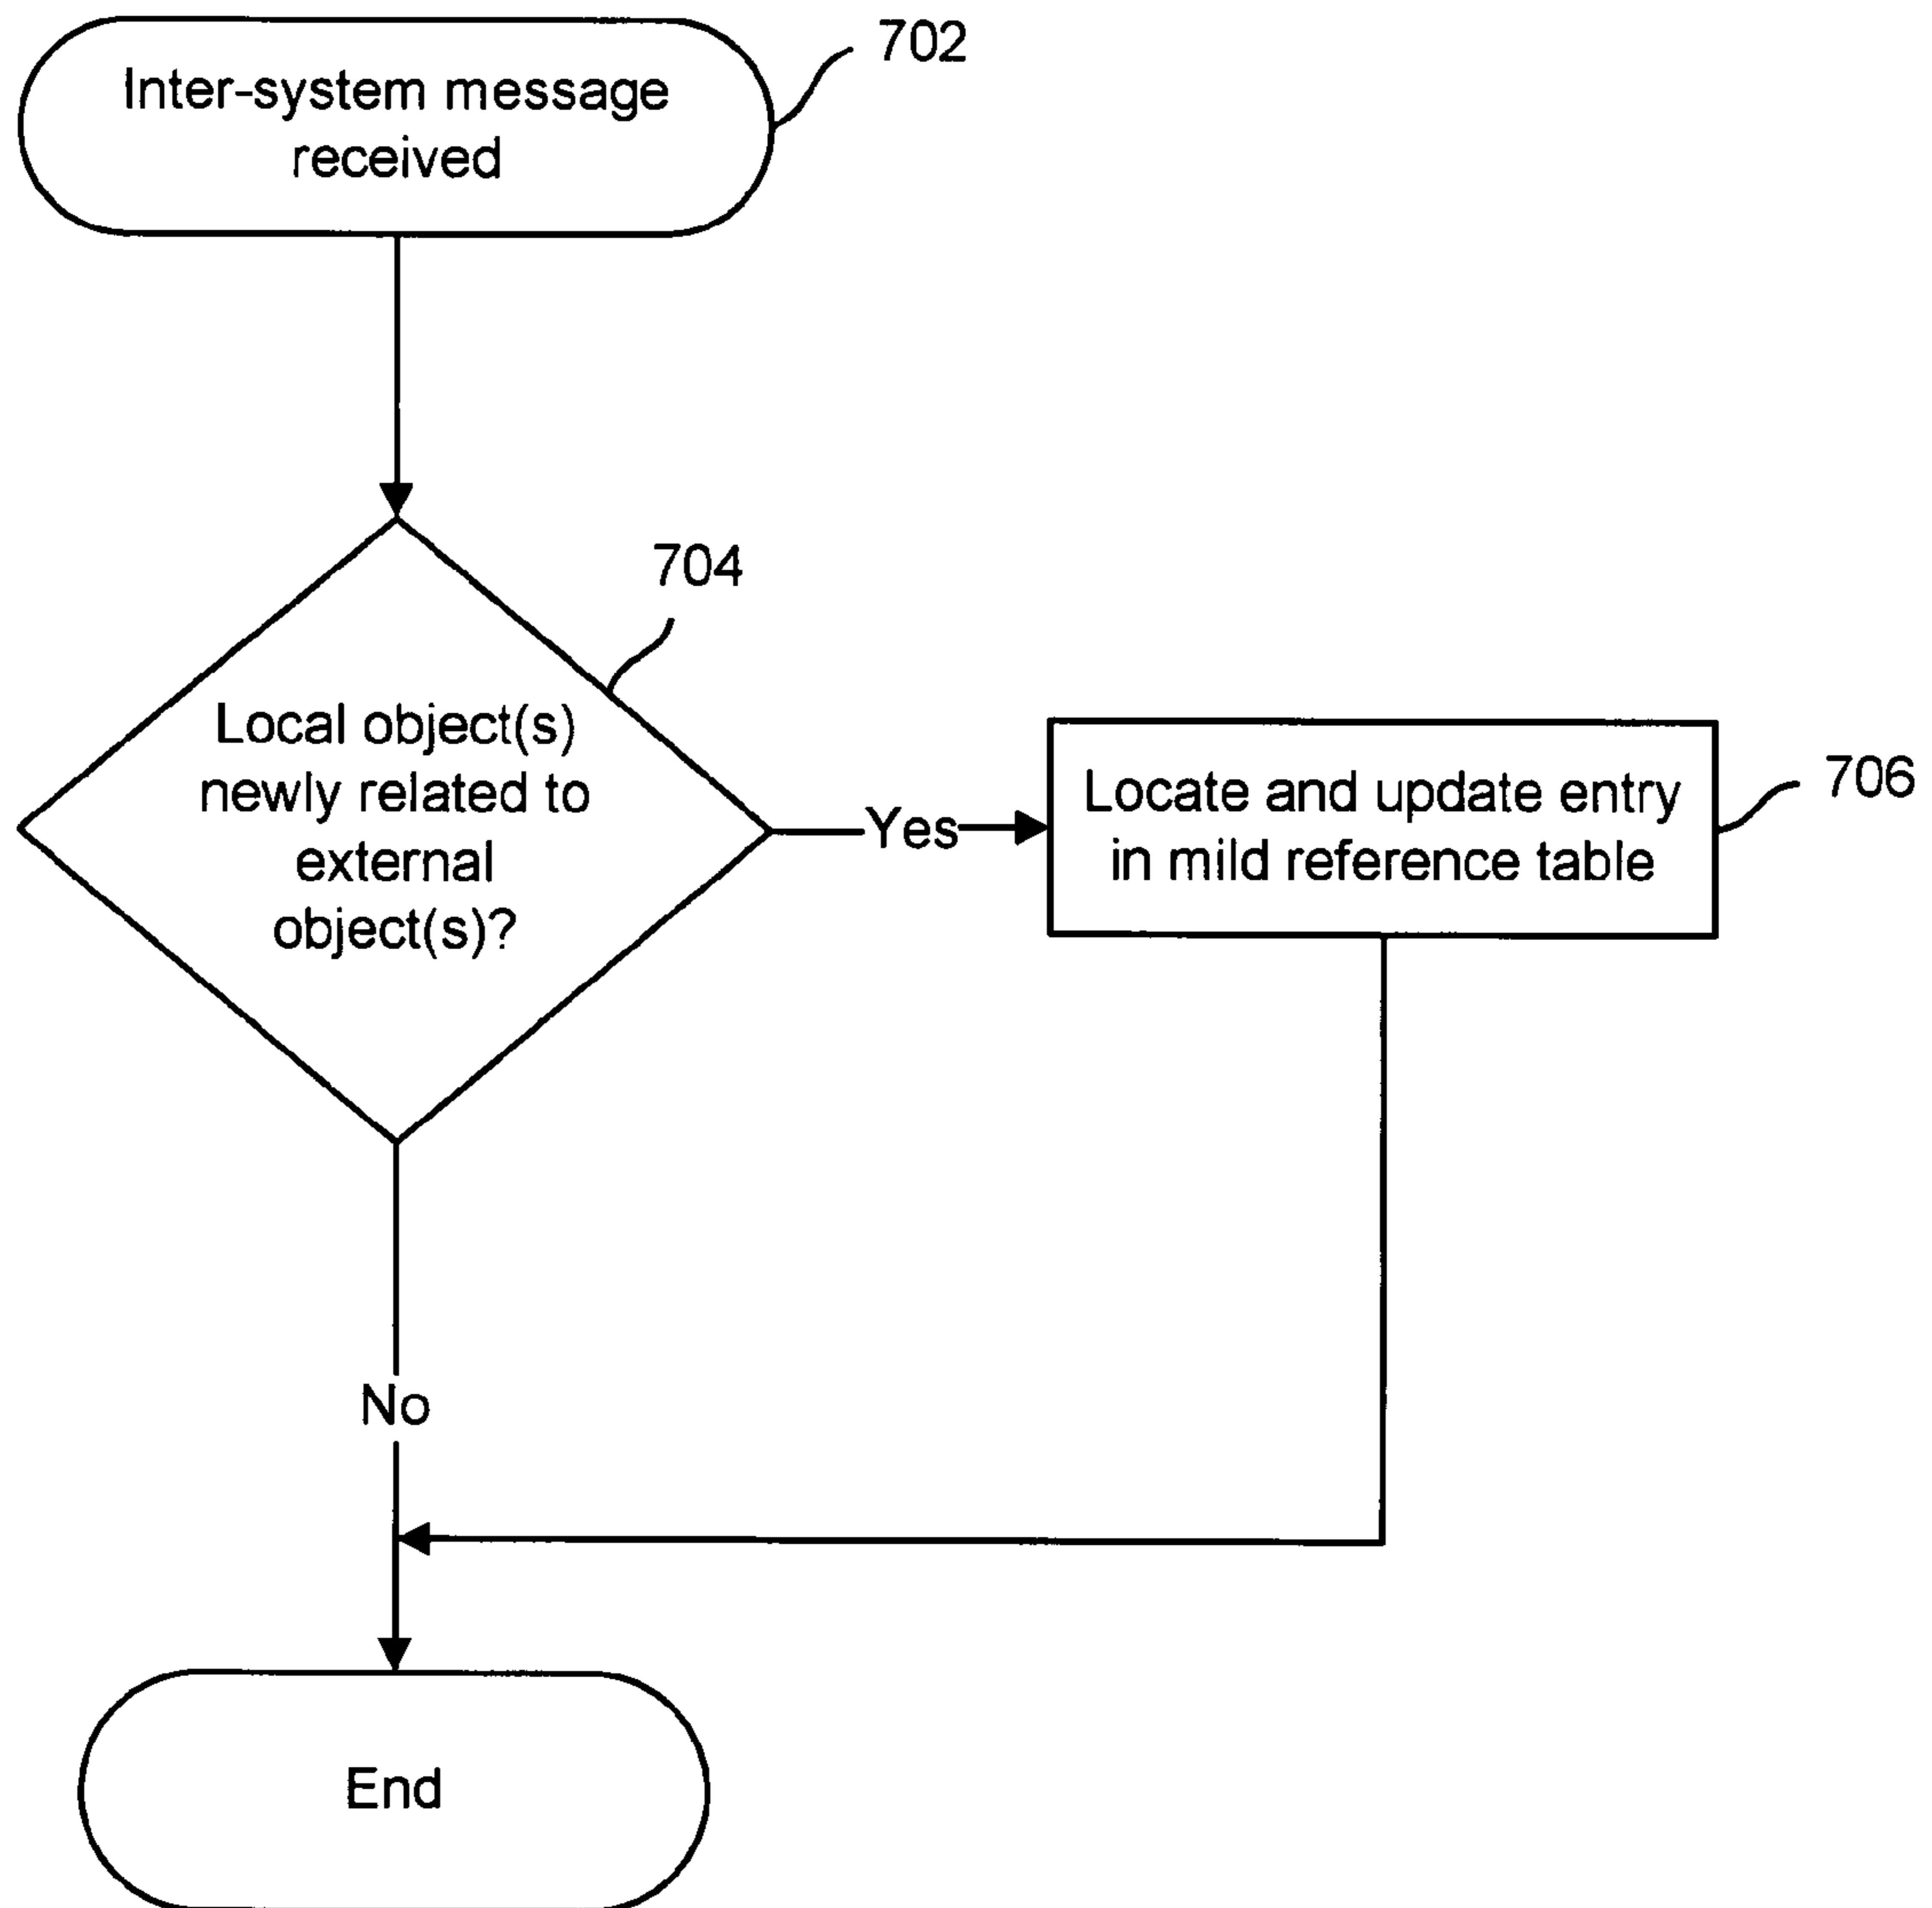 702
Inter-system message
received
704
Local object(s)
newly related to
external
object(s)?
Yes
Locate and update entry
in mild reference table
706
No
End